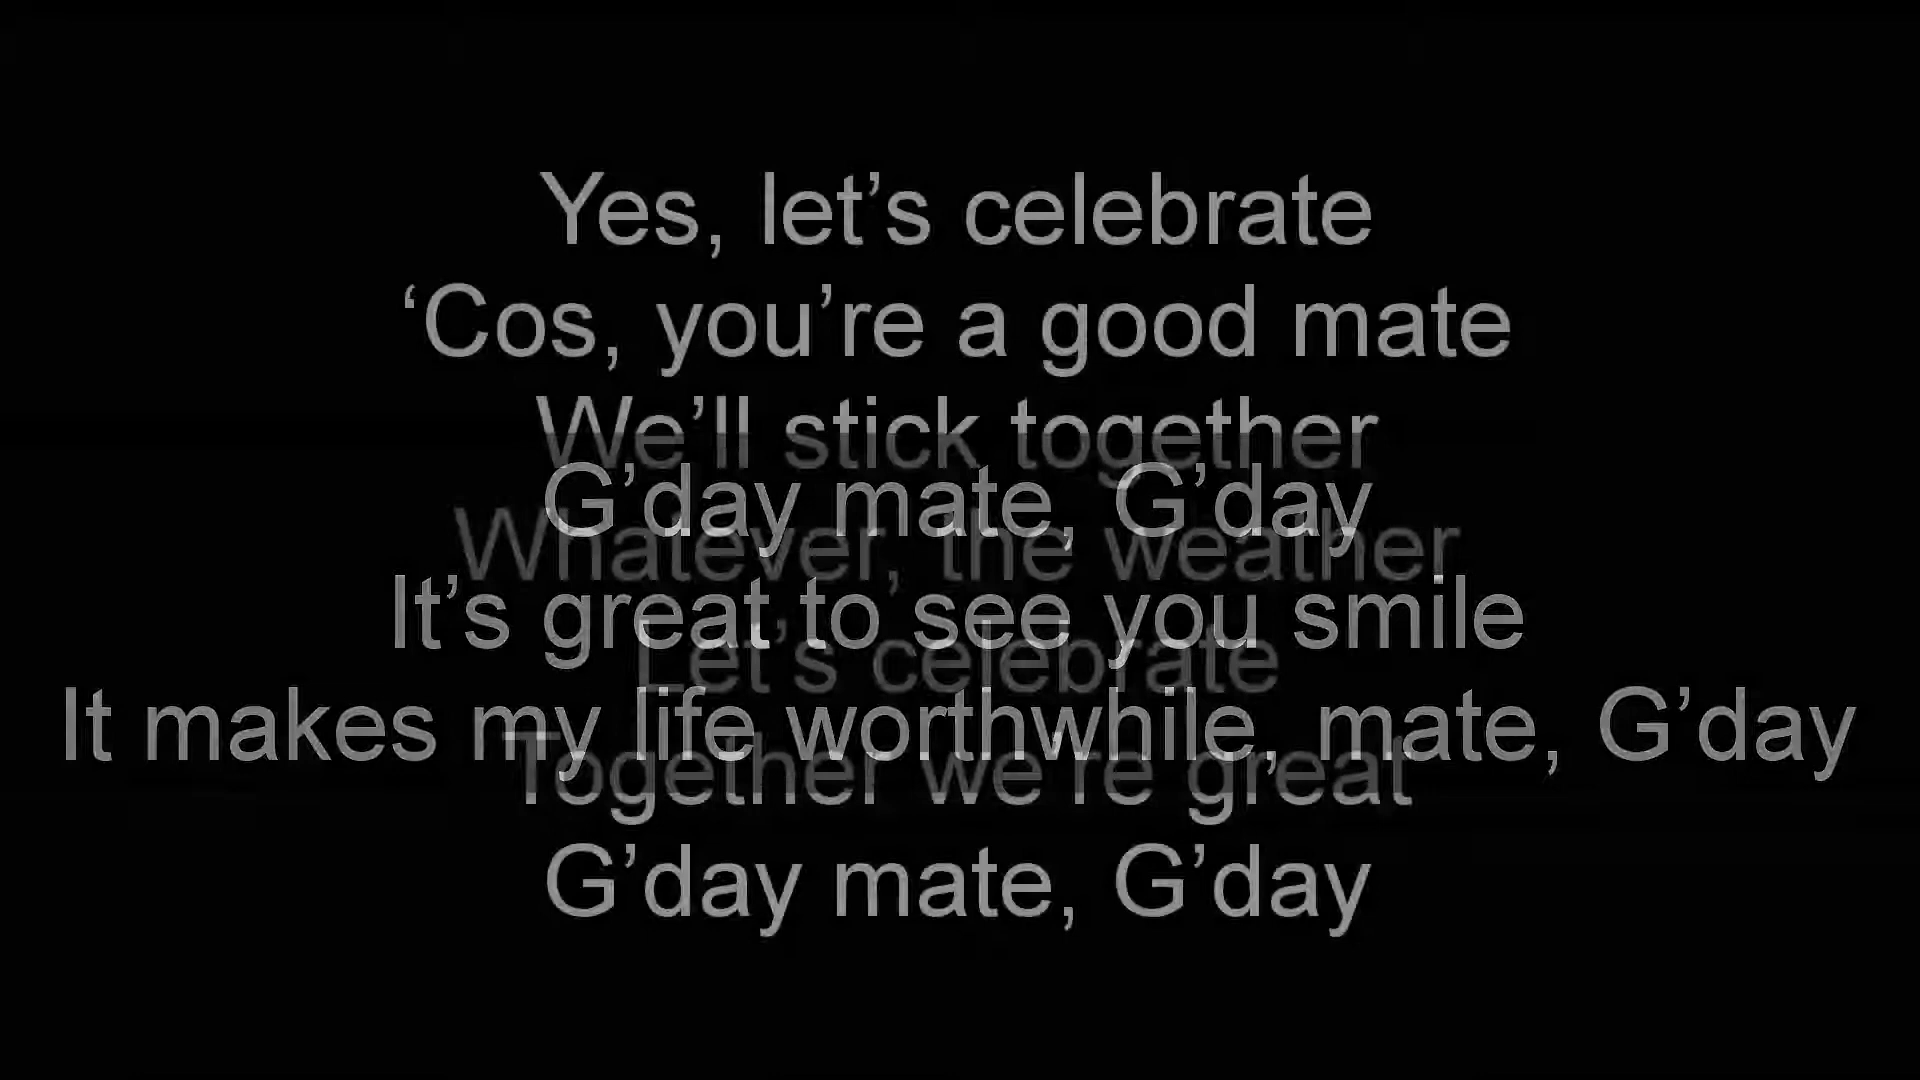 Yes, let’s celebrate
‘Cos, you’re a good mate
We’ll stick together
G’day mate, G’day
Whatever, the weather
It’s great to see you smile
Let’s celebrate
It makes my life worthwhile, mate, G’day
Together we’re great
G’day mate, G’day